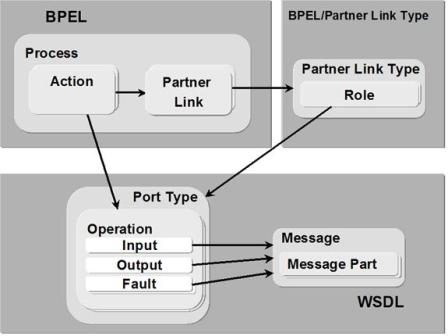 BPEL
Process
Action
Partner
Link
BPEL/Partner Link Type
Partner Link Type
Role
Port Type
Operation
Input
Output
Fault
Message
Message Part
WSDL